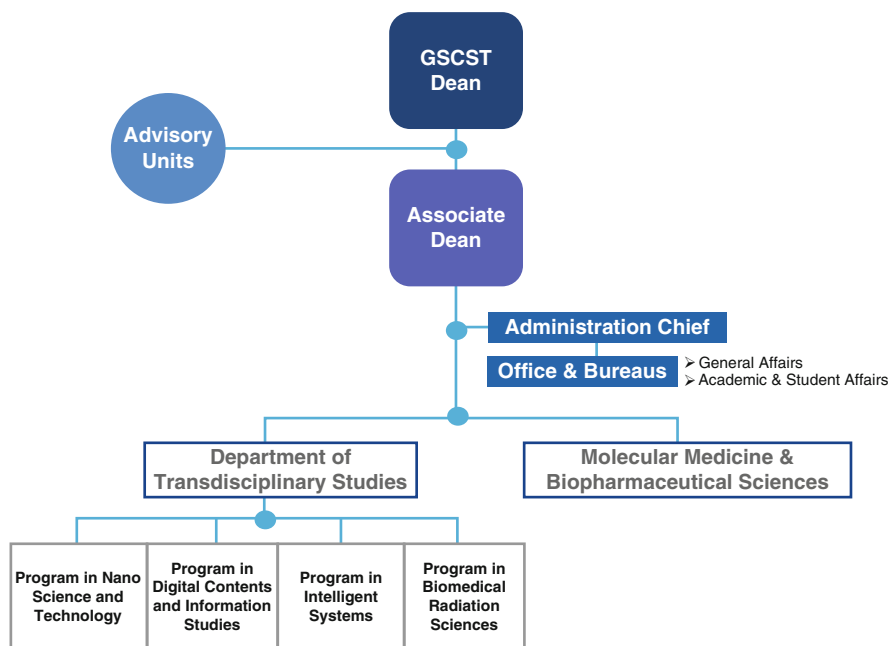 GSCST
Dean
Advisory
Units
Associate
Dean
Administration Chief
Office & Bureaus
➢ General Affairs
➢ Academic & Student Affairs
Department of
Transdisciplinary Studies
Molecular Medicine &
Biopharmaceutical Sciences
Program in Nano
Science and
Technology
Program in
Digital Contents
and Information
Studies
Program in
Intelligent
Systems
Program in
Biomedical
Radiation
Sciences